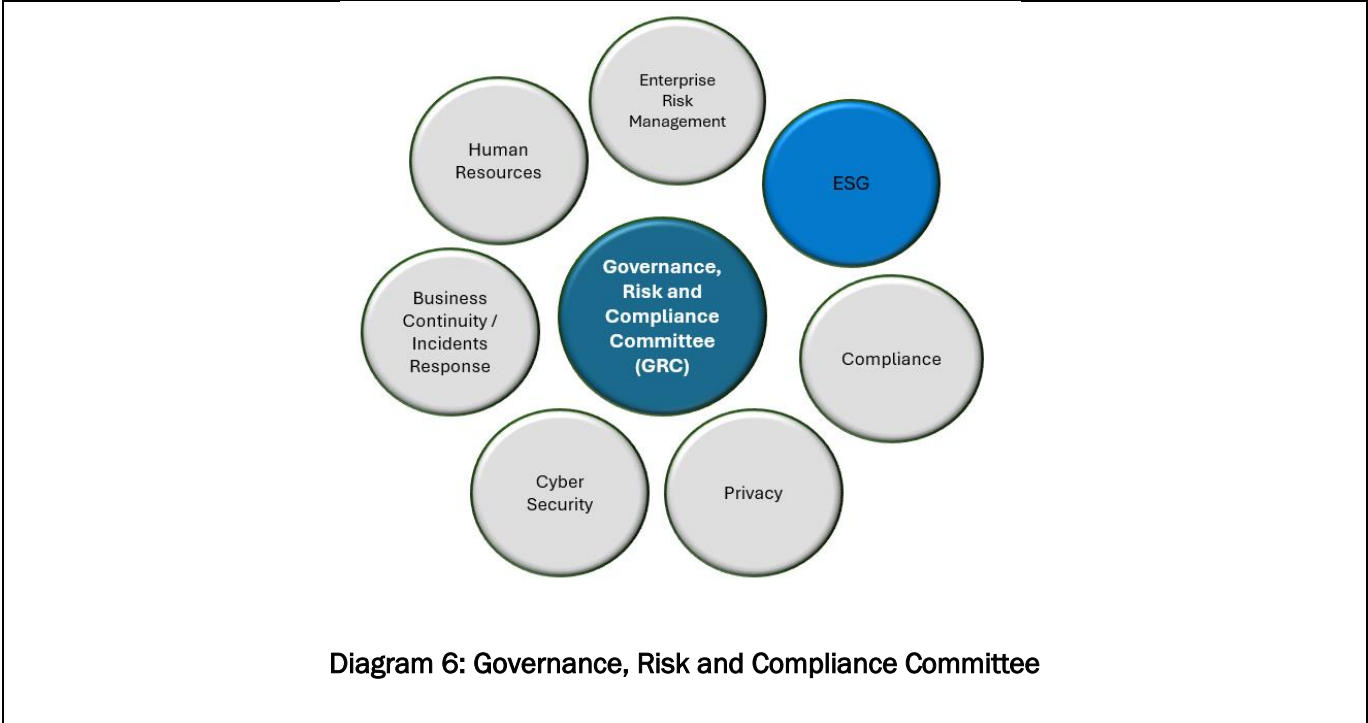 Enterprise
Risk
Management
Human
Resources
ESG
Governance,
Risk and
Compliance
Committee
(GRC)
Business
Continuity /
Incidents
Response
Compliance
Cyber
Security
Privacy
Diagram 6: Governance, Risk and Compliance Committee